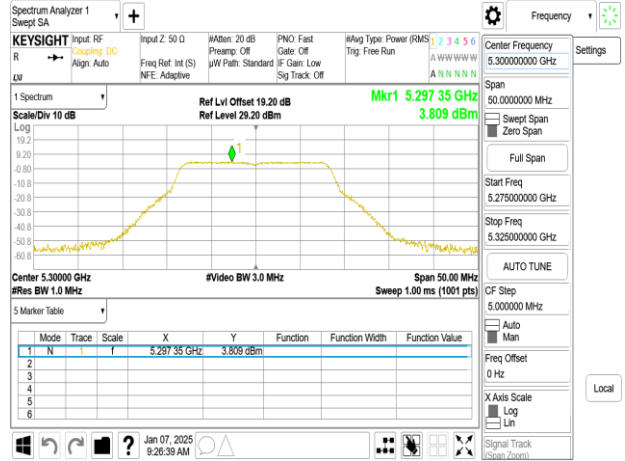 Spectrum Analyzer 1
Swept SA
Frequency
KEYSIGHT
R
Input: RF
Coupling: DC
Align: Auto
Input Z: 50 Ω
Freq Ref: Int (S)
NFE: Adaptive
#Atten: 20 dB
Preamp: Off
µW Path: Standard
PNO: Fast
Gate: Off
IF Gain: Low
Sig Track: Off
#Avg Type: Power (RMS
Trig: Free Run
1 2 3 4 5 6
A W W W W W
A N N N N N
1 Spectrum
Scale/Div 10 dB
Ref Lvl Offset 19.20 dB
Ref Level 29.20 dBm
Mkr1 5.297 35 GHz
3.809 dBm
Log
19.2
9.20
-0.80
-10.8
-20.8
-30.8
-40.8
-50.8
-60.8
1
Center 5.30000 GHz
#Res BW 1.0 MHz
#Video BW 3.0 MHz
Span 50.00 MHz
Sweep 1.00 ms (1001 pts)
5 Marker Table
Mode Trace Scale X Y Function Function Width Function Value
1 N 1 f 5.297 35 GHz 3.809 dBm
2
3
4
5
6
Jan 07, 2025
9:26:39 AM
Center Frequency
5.300000000 GHz
Settings
Span
50.0000000 MHz
Swept Span
Zero Span
Full Span
Start Freq
5.275000000 GHz
Stop Freq
5.325000000 GHz
AUTO TUNE
CF Step
5.000000 MHz
Auto
Man
Freq Offset
0 Hz
X Axis Scale
Log
Lin
Signal Track
(Span Zoom)
Local